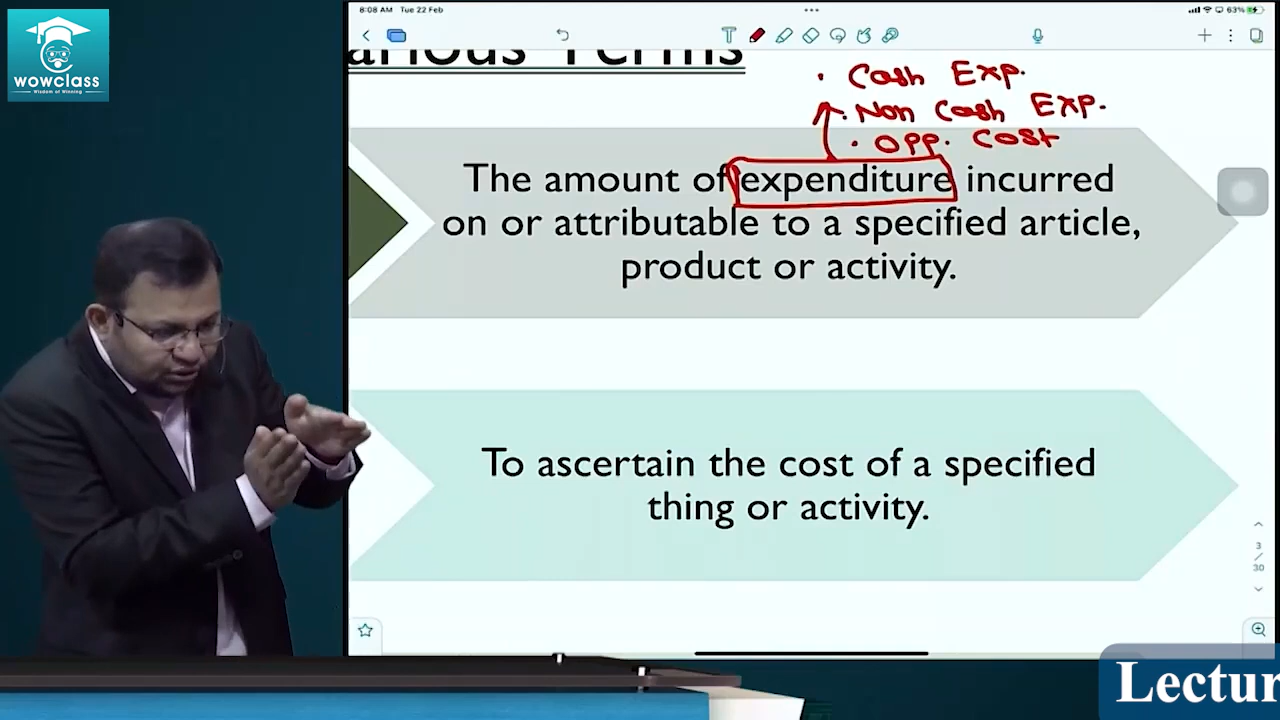 8:08 AM Tue 22 Feb
63%
wowclass
Wisdom of Winning
arious Terms
· Cash Exp.
· Non Cash Exp.
· Opp. Cost
The amount of expenditure incurred
on or attributable to a specified article,
product or activity.
To ascertain the cost of a specified
thing or activity.
3
/
30
Lectur